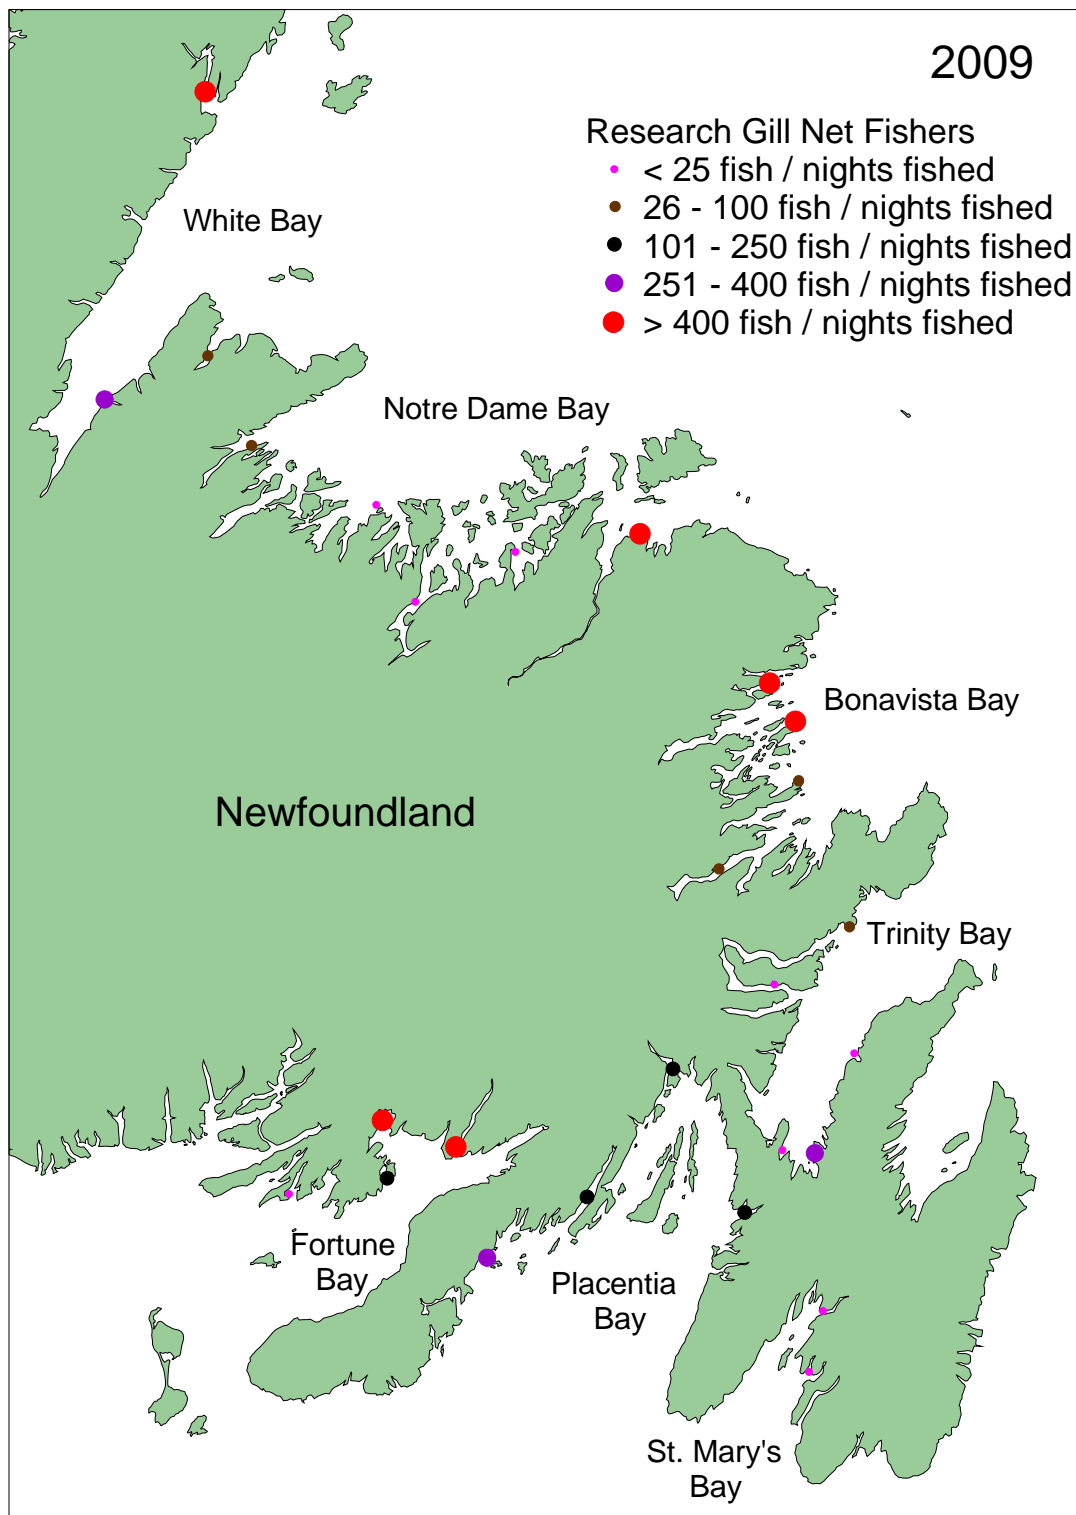 2009
Research Gill Net Fishers
< 25 fish / nights fished
26 - 100 fish / nights fished
101 - 250 fish / nights fished
251 - 400 fish / nights fished
> 400 fish / nights fished
White Bay
Notre Dame Bay
Bonavista Bay
Newfoundland
Trinity Bay
Fortune
Bay
Placentia
Bay
St. Mary's
Bay